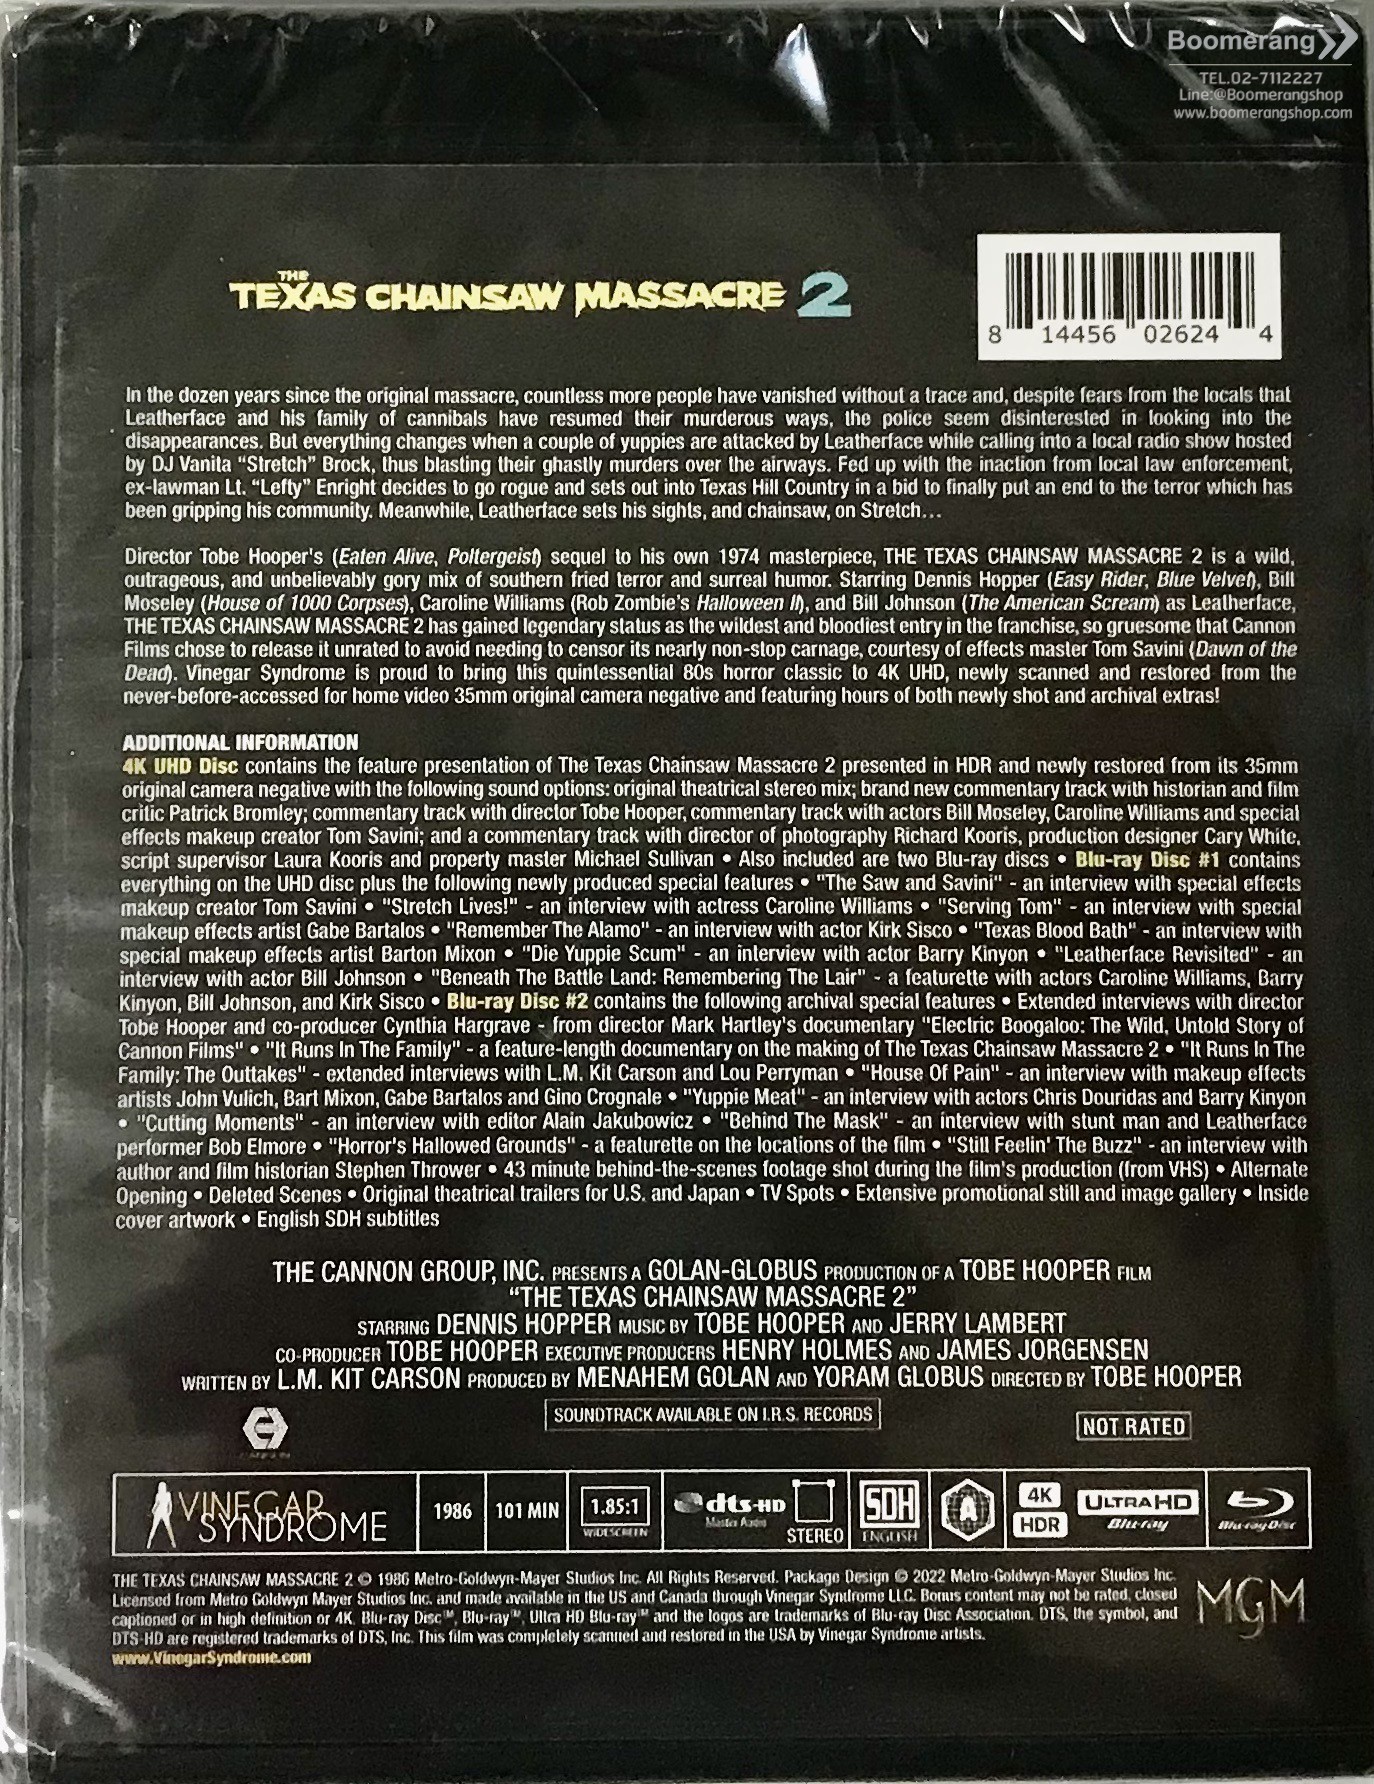 Boomerang
TEL.02-7112227
Line:@Boomerangshop
www.boomerangshop.com
THE
TEXAS CHAINSAW MASSACRE 2
8 14456 02624 4
In the dozen years since the original massacre, countless more people have vanished without a trace and, despite fears from the locals that
Leatherface and his family of cannibals have resumed their murderous ways, the police seem disinterested in looking into the
disappearances. But everything changes when a couple of yuppies are attacked by Leatherface while calling into a local radio show hosted
by DJ Vanita “Stretch” Brock, thus blasting their ghastly murders over the airways. Fed up with the inaction from local law enforcement,
ex-lawman Lt. “Lefty” Enright decides to go rogue and sets out into Texas Hill Country in a bid to finally put an end to the terror which has
been gripping his community. Meanwhile, Leatherface sets his sights, and chainsaw, on Stretch…
Director Tobe Hooper's (Eaten Alive, Poltergeist) sequel to his own 1974 masterpiece, THE TEXAS CHAINSAW MASSACRE 2 is a wild,
outrageous, and unbelievably gory mix of southern fried terror and surreal humor. Starring Dennis Hopper (Easy Rider, Blue Velvet), Bill
Moseley (House of 1000 Corpses), Caroline Williams (Rob Zombie’s Halloween II), and Bill Johnson (The American Scream) as Leatherface,
THE TEXAS CHAINSAW MASSACRE 2 has gained legendary status as the wildest and bloodiest entry in the franchise, so gruesome that Cannon
Films chose to release it unrated to avoid needing to censor its nearly non-stop carnage, courtesy of effects master Tom Savini (Dawn of the
Dead). Vinegar Syndrome is proud to bring this quintessential 80s horror classic to 4K UHD, newly scanned and restored from the
never-before-accessed for home video 35mm original camera negative and featuring hours of both newly shot and archival extras!
ADDITIONAL INFORMATION
4K UHD Disc contains the feature presentation of The Texas Chainsaw Massacre 2 presented in HDR and newly restored from its 35mm
original camera negative with the following sound options: original theatrical stereo mix; brand new commentary track with historian and film
critic Patrick Bromley; commentary track with director Tobe Hooper, commentary track with actors Bill Moseley, Caroline Williams and special
effects makeup creator Tom Savini; and a commentary track with director of photography Richard Kooris, production designer Cary White,
script supervisor Laura Kooris and property master Michael Sullivan • Also included are two Blu-ray discs • Blu-ray Disc #1 contains
everything on the UHD disc plus the following newly produced special features • "The Saw and Savini" - an interview with special effects
makeup creator Tom Savini • "Stretch Lives!" - an interview with actress Caroline Williams • "Serving Tom" - an interview with special
makeup effects artist Gabe Bartalos • "Remember The Alamo" - an interview with actor Kirk Sisco • "Texas Blood Bath" - an interview with
special makeup effects artist Barton Mixon • "Die Yuppie Scum" - an interview with actor Barry Kinyon • "Leatherface Revisited" - an
interview with actor Bill Johnson • "Beneath The Battle Land: Remembering The Lair" - a featurette with actors Caroline Williams, Barry
Kinyon, Bill Johnson, and Kirk Sisco • Blu-ray Disc #2 contains the following archival special features • Extended interviews with director
Tobe Hooper and co-producer Cynthia Hargrave - from director Mark Hartley's documentary "Electric Boogaloo: The Wild, Untold Story of
Cannon Films" • "It Runs In The Family" - a feature-length documentary on the making of The Texas Chainsaw Massacre 2 • "It Runs In The
Family: The Outtakes" - extended interviews with L.M. Kit Carson and Lou Perryman • "House Of Pain" - an interview with makeup effects
artists John Vulich, Bart Mixon, Gabe Bartalos and Gino Crognale • "Yuppie Meat" - an interview with actors Chris Douridas and Barry Kinyon
• "Cutting Moments" - an interview with editor Alain Jakubowicz • "Behind The Mask" - an interview with stunt man and Leatherface
performer Bob Elmore • "Horror's Hallowed Grounds" - a featurette on the locations of the film • "Still Feelin' The Buzz" - an interview with
author and film historian Stephen Thrower • 43 minute behind-the-scenes footage shot during the film's production (from VHS) • Alternate
Opening • Deleted Scenes • Original theatrical trailers for U.S. and Japan • TV Spots • Extensive promotional still and image gallery • Inside
cover artwork • English SDH subtitles
THE CANNON GROUP, INC. PRESENTS A GOLAN-GLOBUS PRODUCTION OF A TOBE HOOPER FILM
“THE TEXAS CHAINSAW MASSACRE 2”
STARRING DENNIS HOPPER MUSIC BY TOBE HOOPER AND JERRY LAMBERT
CO-PRODUCER TOBE HOOPER EXECUTIVE PRODUCERS HENRY HOLMES AND JAMES JORGENSEN
WRITTEN BY L.M. KIT CARSON PRODUCED BY MENAHEM GOLAN AND YORAM GLOBUS DIRECTED BY TOBE HOOPER
SOUNDTRACK AVAILABLE ON I.R.S. RECORDS
NOT RATED
VINEGAR
SYNDROME
1986
101 MIN
1.85:1
WIDESCREEN
dts-HD
Master Audio
STEREO
SDH
ENGLISH
A
4K
HDR
ULTRA HD
Blu-ray
Blu-ray Disc
THE TEXAS CHAINSAW MASSACRE 2 © 1986 Metro-Goldwyn-Mayer Studios Inc. All Rights Reserved. Package Design © 2022 Metro-Goldwyn-Mayer Studios Inc.
Licensed from Metro Goldwyn Mayer Studios Inc. and made available in the US and Canada through Vinegar Syndrome LLC. Bonus content may not be rated, closed
captioned or in high definition or 4K. Blu-ray Disc™, Blu-ray™, Ultra HD Blu-ray™ and the logos are trademarks of Blu-ray Disc Association. DTS, the symbol, and
DTS-HD are registered trademarks of DTS, Inc. This film was completely scanned and restored in the USA by Vinegar Syndrome artists.
www.VinegarSyndrome.com
MGM